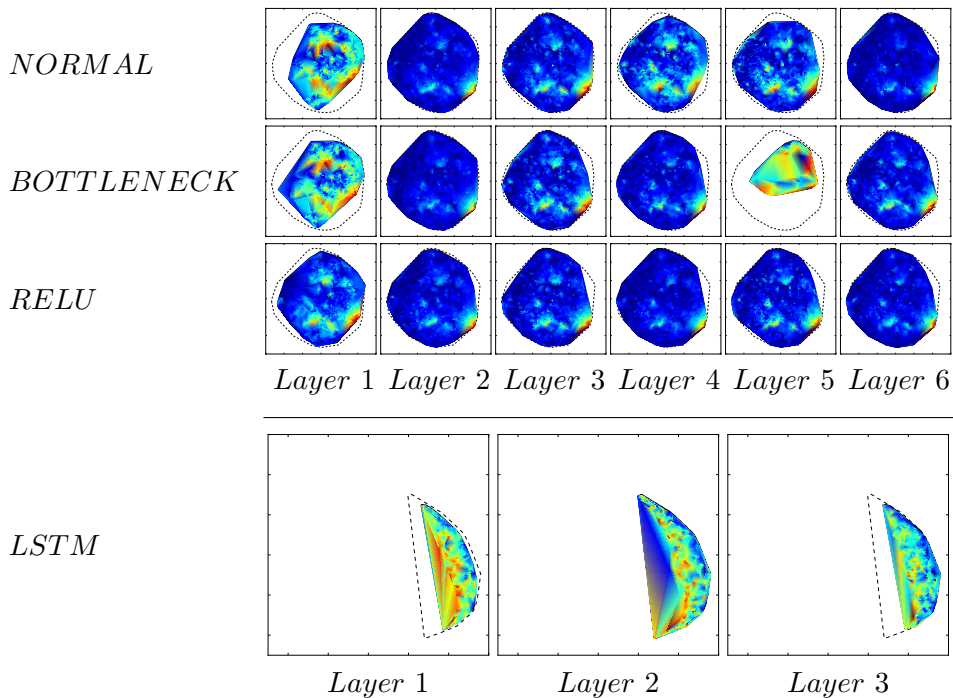 NORMAL
BOTTLENECK
RELU
Layer 1 Layer 2 Layer 3 Layer 4 Layer 5 Layer 6
LSTM
Layer 1 Layer 2 Layer 3